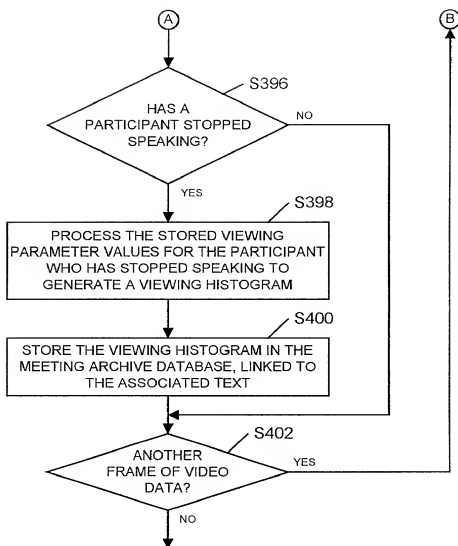 A
B
S396
HAS A
PARTICIPANT STOPPED
SPEAKING?
NO
YES
S398
PROCESS THE STORED VIEWING
PARAMETER VALUES FOR THE PARTICIPANT
WHO HAS STOPPED SPEAKING TO
GENERATE A VIEWING HISTOGRAM
S400
STORE THE VIEWING HISTOGRAM IN THE
MEETING ARCHIVE DATABASE, LINKED TO
THE ASSOCIATED TEXT
S402
ANOTHER
FRAME OF VIDEO
DATA?
YES
NO